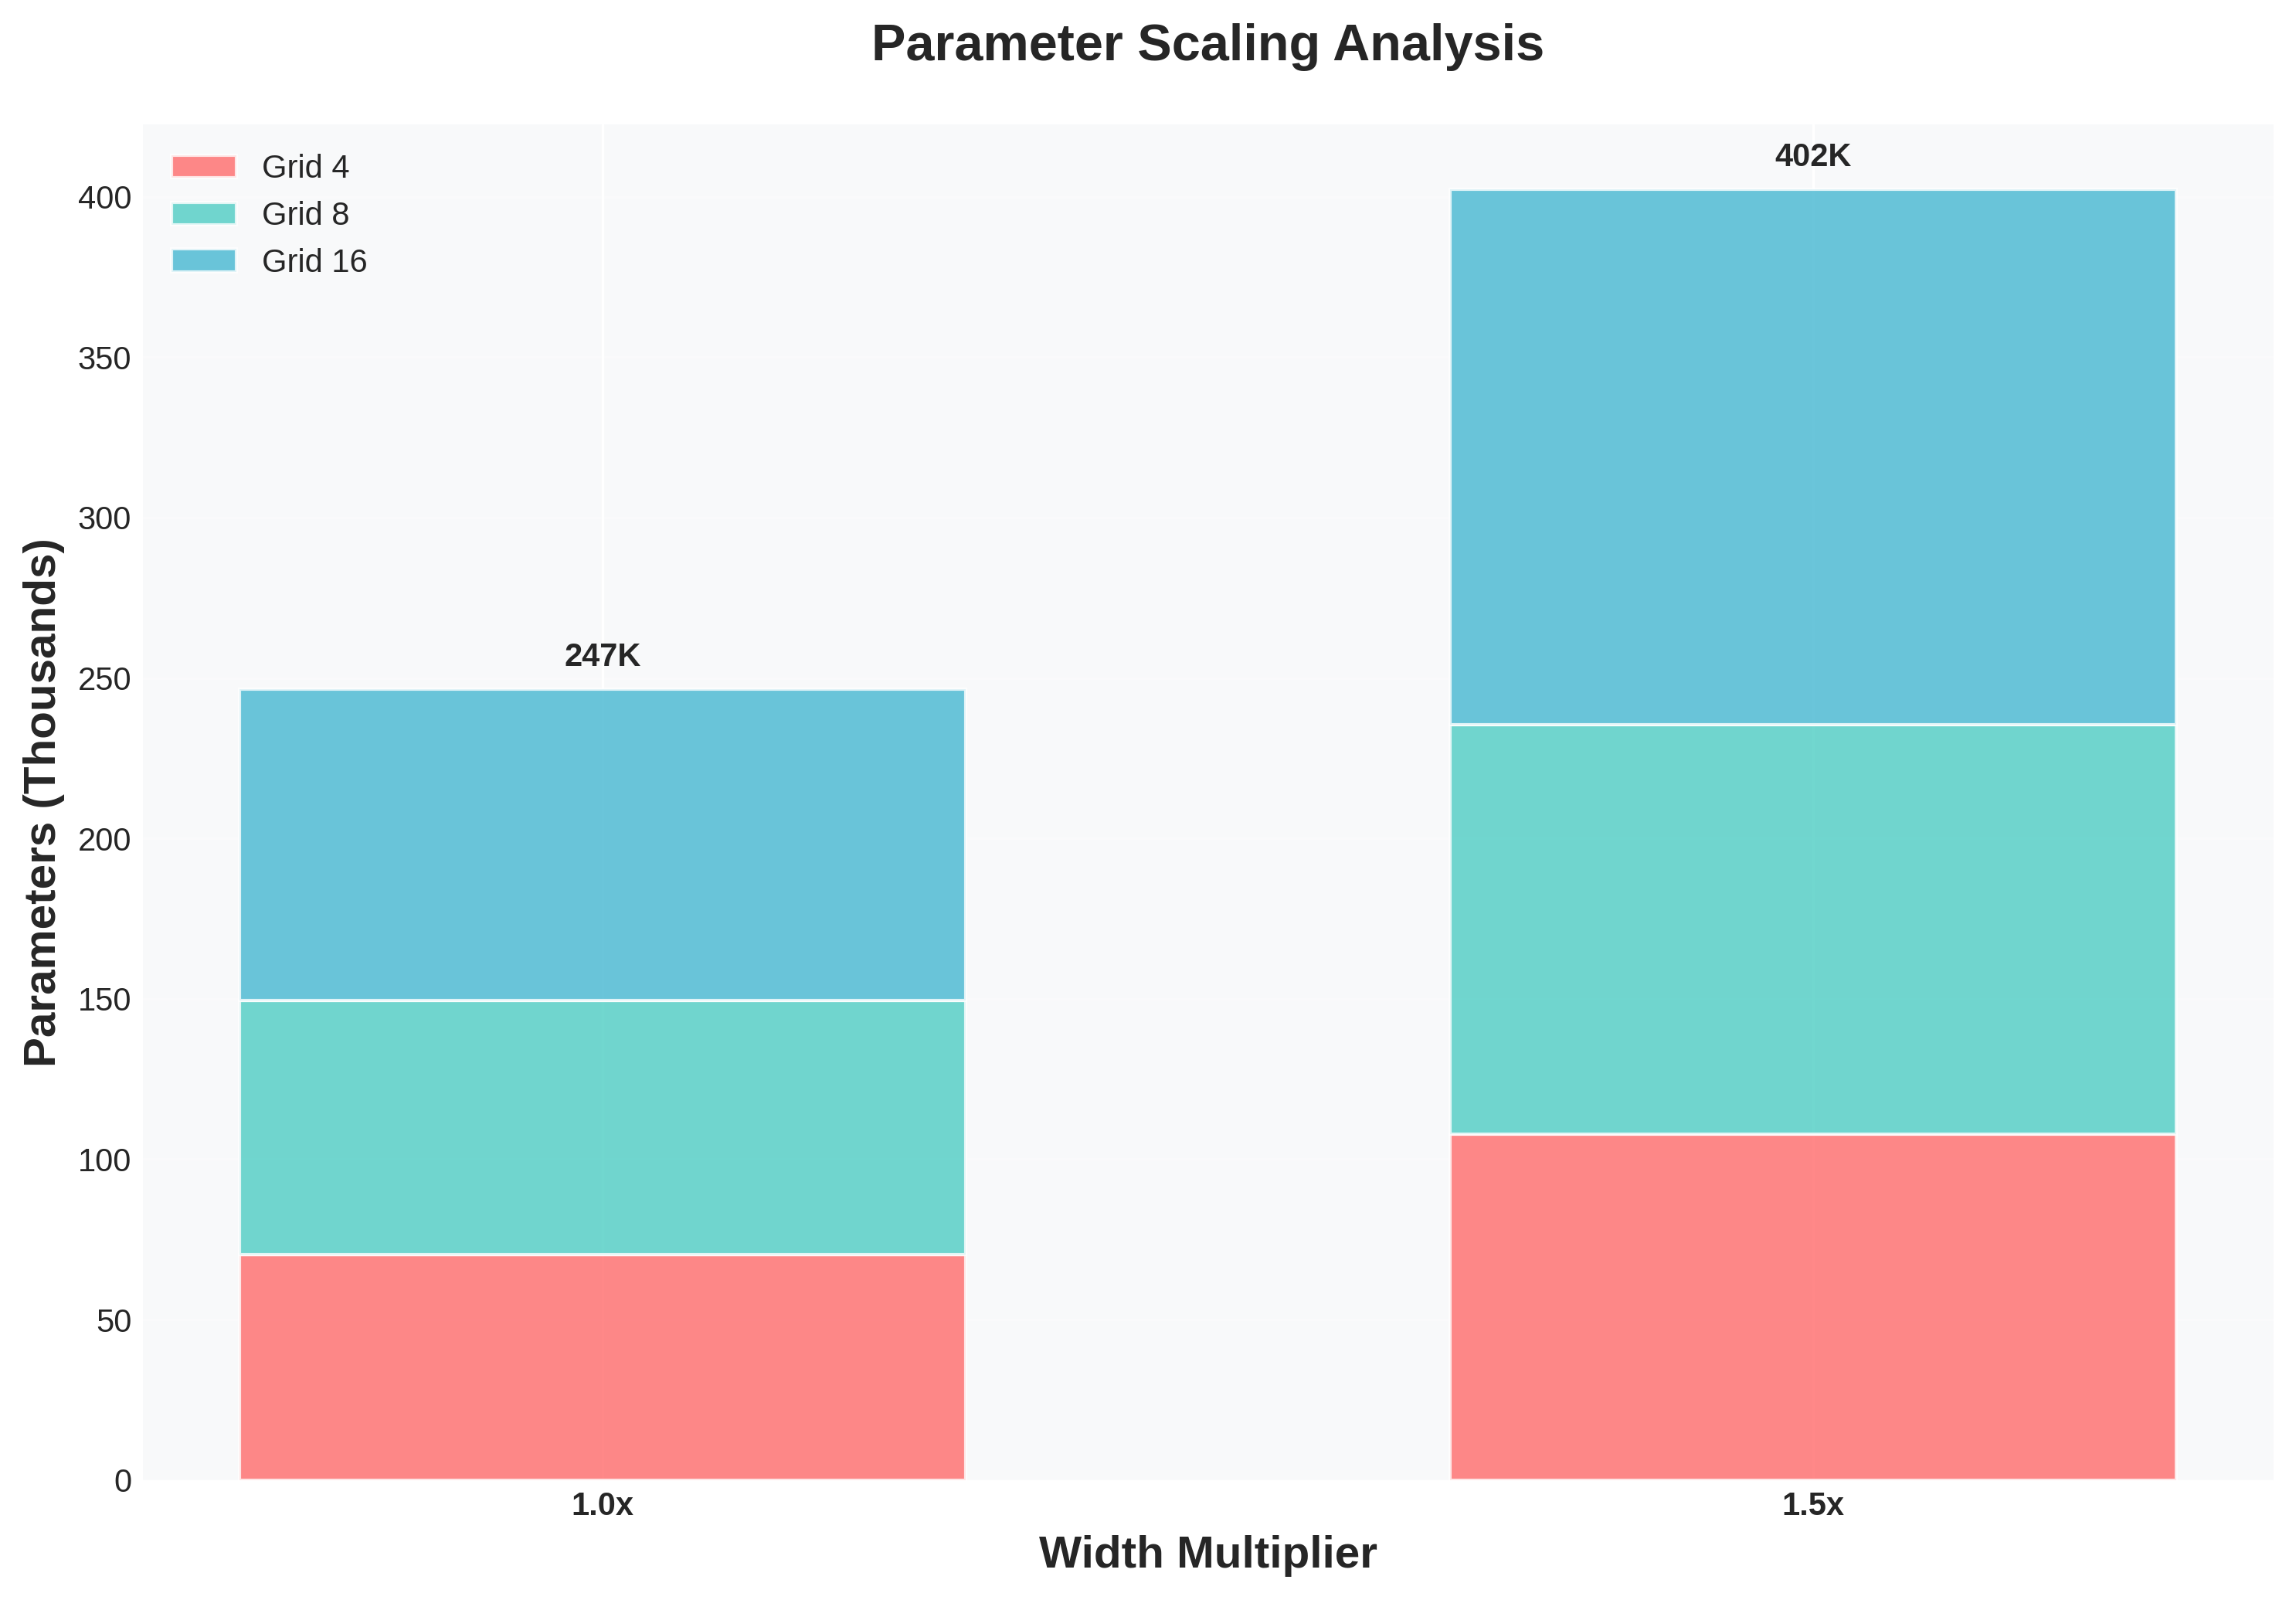 Parameter Scaling Analysis
Grid 4
Grid 8
Grid 16
400
350
300
250
200
150
100
50
0
Parameters (Thousands)
247K
402K
1.0x
1.5x
Width Multiplier